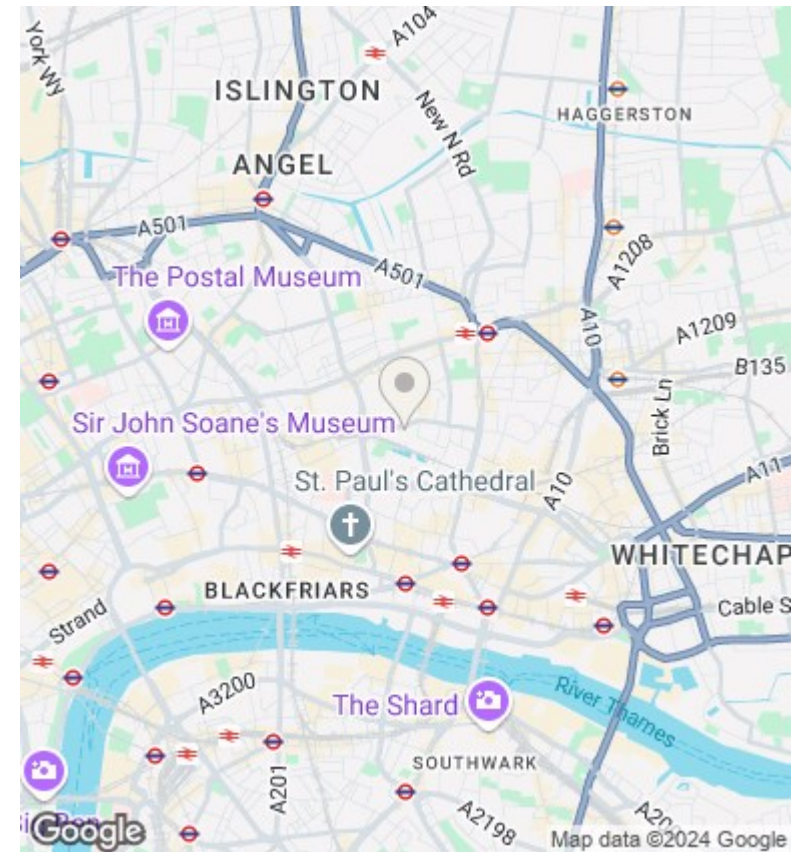 York Wy
A104
ISLINGTON
New N Rd
HAGGERSTON
ANGEL
A501
A501
A1208
The Postal Museum
A10
A1209
B135
Brick Ln
Sir John Soane's Museum
A11
St. Paul's Cathedral
A10
WHITECHAP
BLACKFRIARS
Cable S
Strand
A3200
The Shard
River Thames
SOUTHWARK
A201
A2198
A20
Google
Map data ©2024 Google